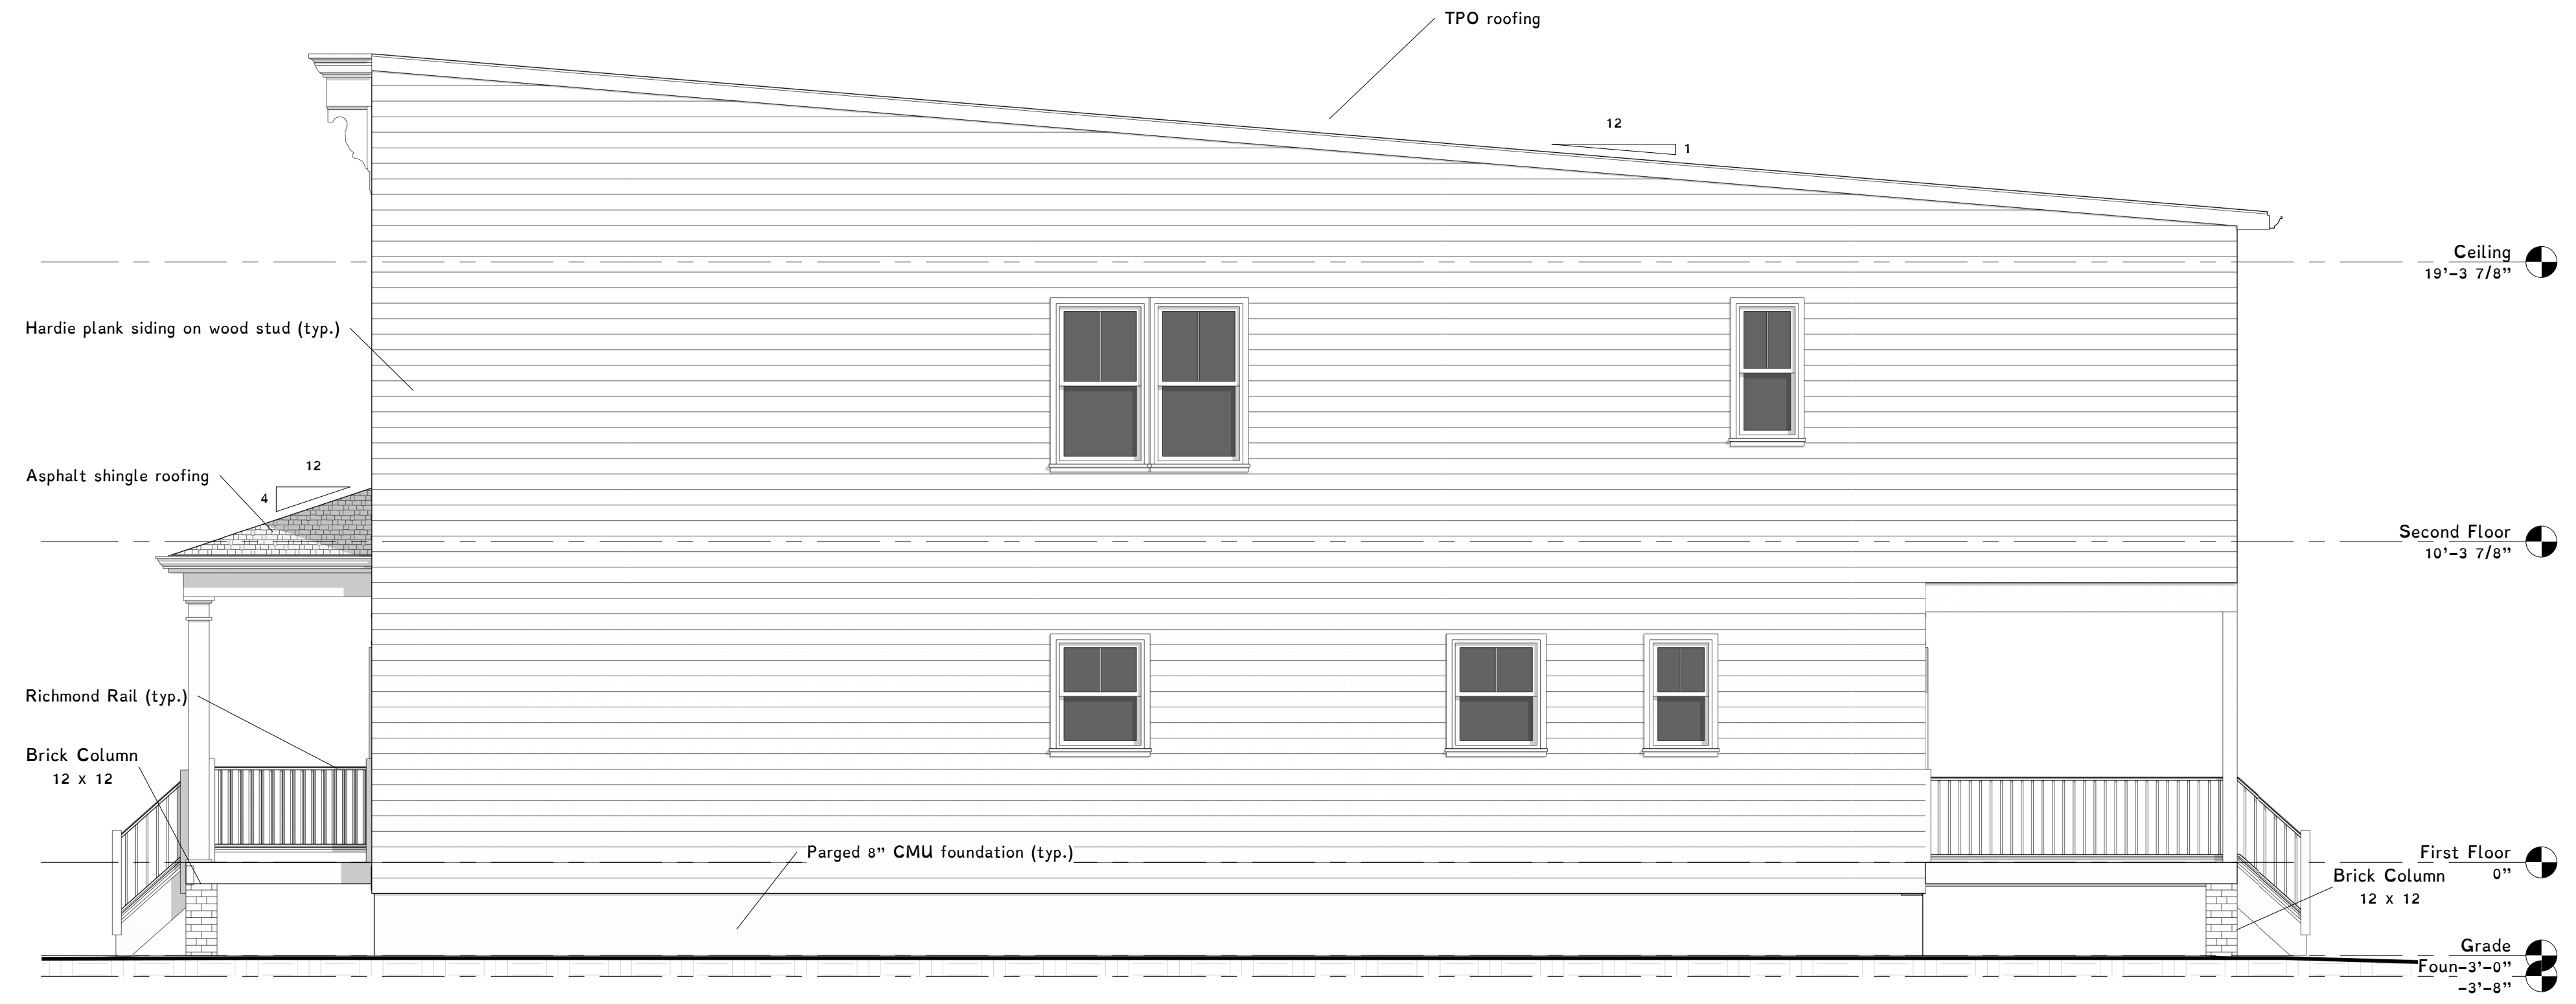 TPO roofing
12
1
Ceiling
19'-3 7/8"
Hardie plank siding on wood stud (typ.)
12
Asphalt shingle roofing
4
Second Floor
10'-3 7/8"
Richmond Rail (typ.)
Brick Column
12 x 12
Parged 8" CMU foundation (typ.)
First Floor
0"
Brick Column
12 x 12
Grade
Foun-3'-0"
-3'-8"